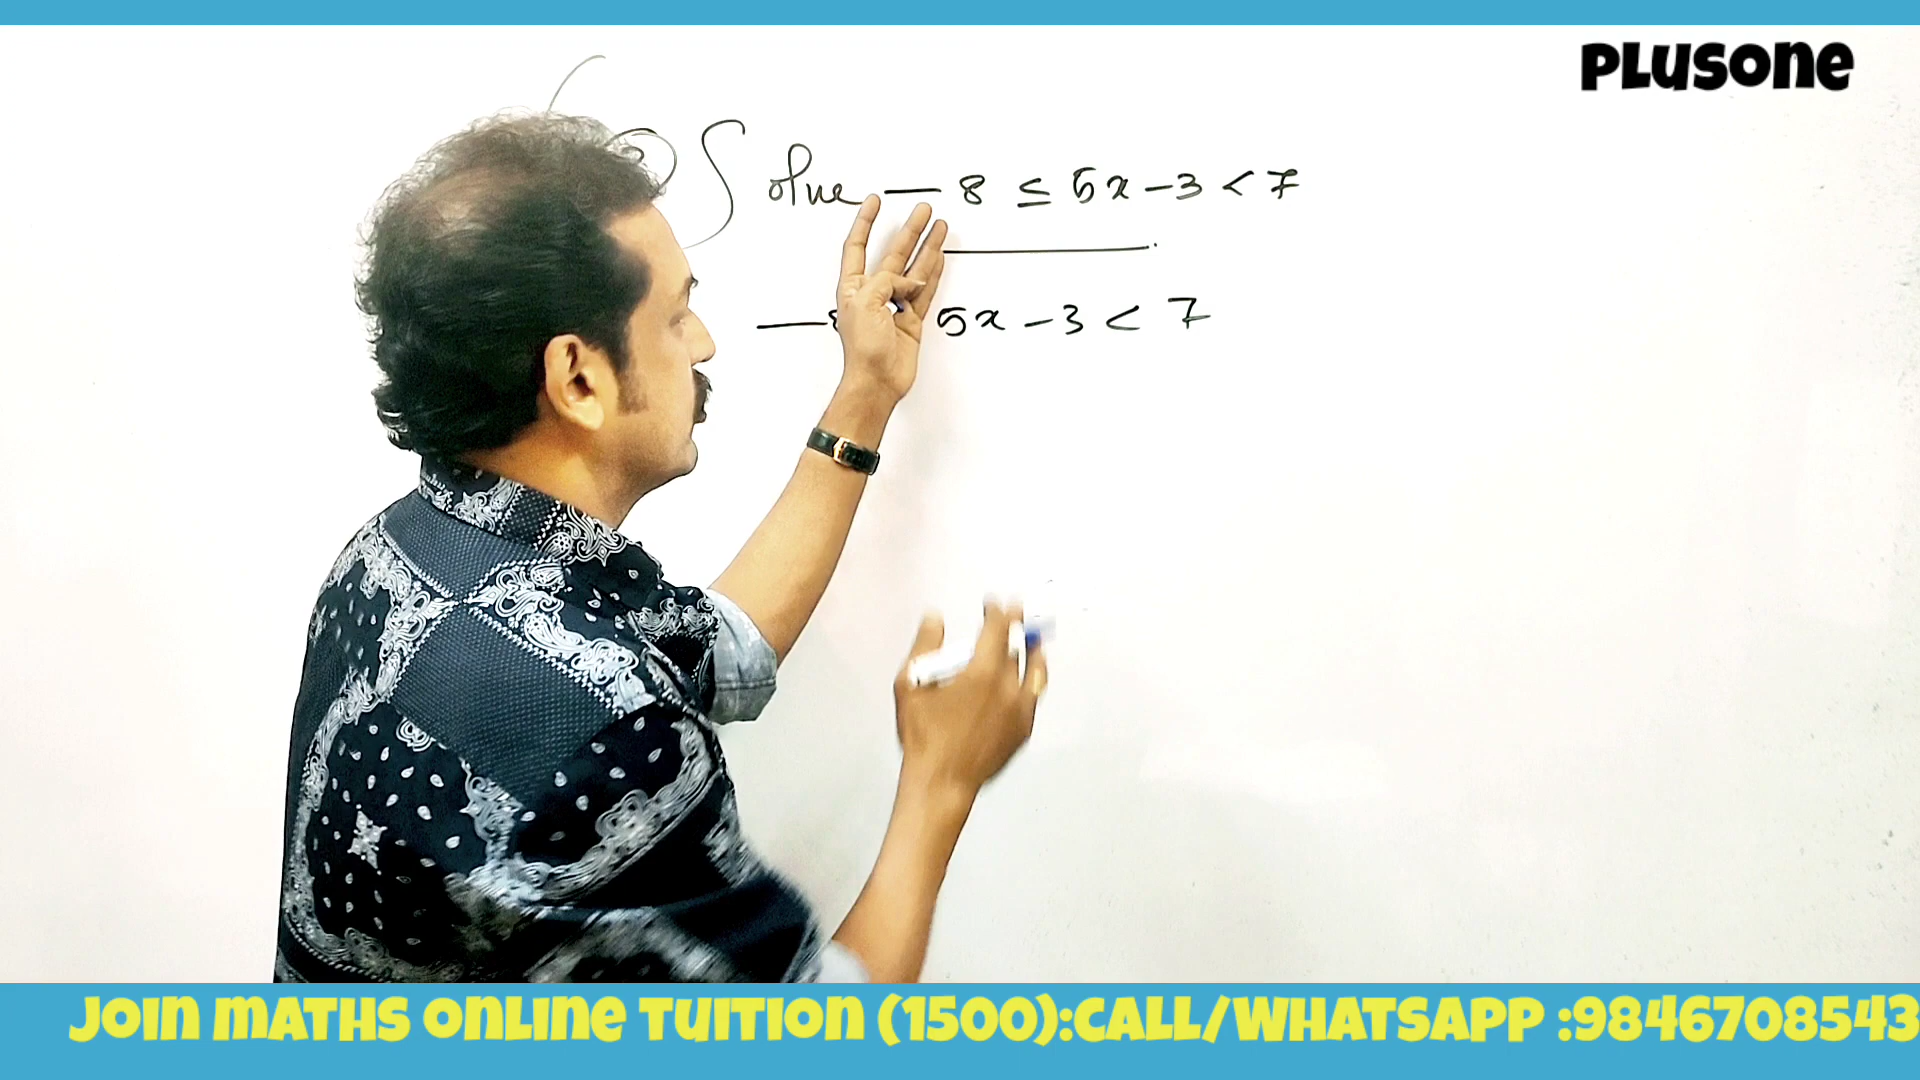 PLUSONE
Solve - 8 ≤ 5x - 3 < 7
- 5x - 3 < 7
JOIN MATHS ONLINE TUITION (1500):CALL/WHATSAPP :9846708543